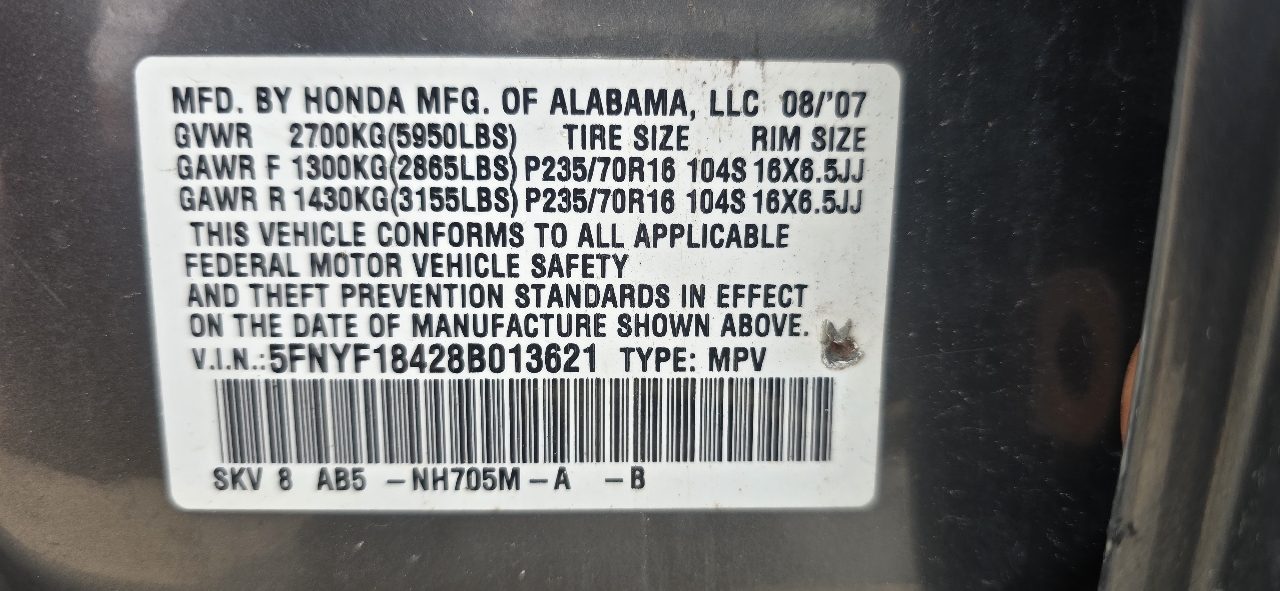 MFD. BY HONDA MFG. OF ALABAMA, LLC 08/'07
GVWR 2700KG(5950LBS) TIRE SIZE RIM SIZE
GAWR F 1300KG(2865LBS) P235/70R16 104S 16X6.5JJ
GAWR R 1430KG(3155LBS) P235/70R16 104S 16X6.5JJ
THIS VEHICLE CONFORMS TO ALL APPLICABLE
FEDERAL MOTOR VEHICLE SAFETY
AND THEFT PREVENTION STANDARDS IN EFFECT
ON THE DATE OF MANUFACTURE SHOWN ABOVE.
V.I.N.:5FNYF18428B013621 TYPE: MPV
SKV 8 AB5 -NH705M-A -B